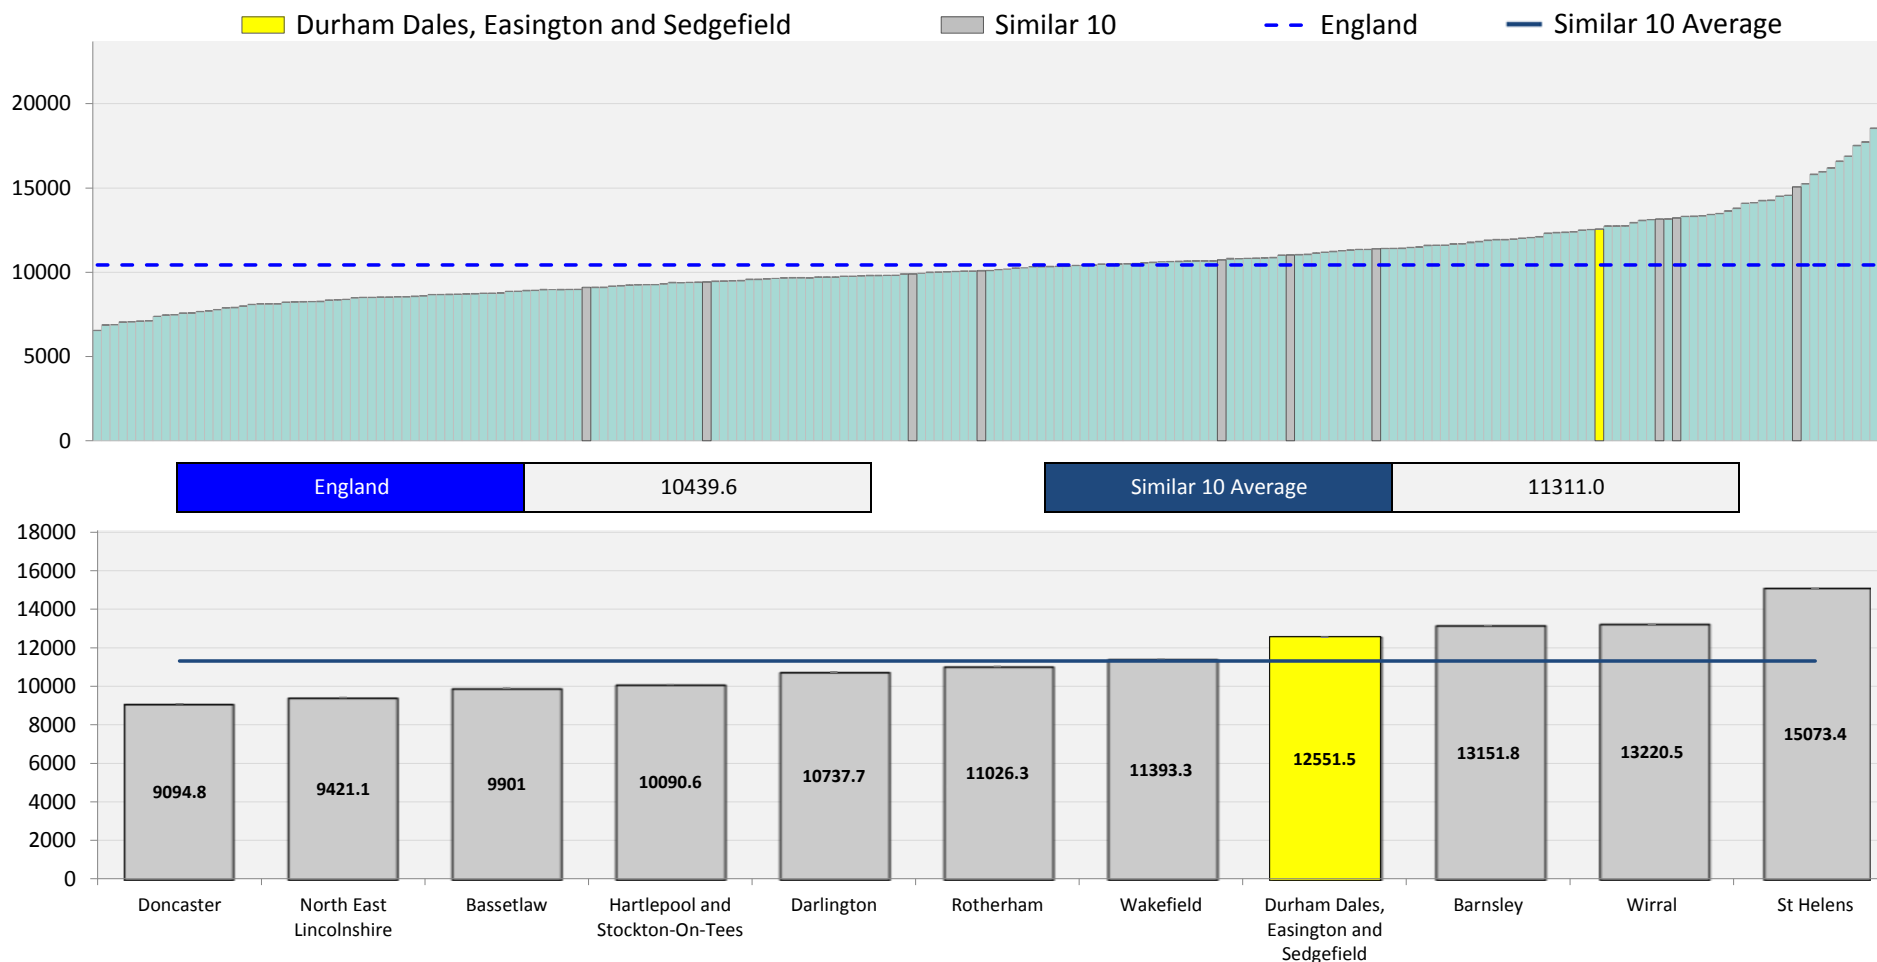 Durham Dales, Easington and Sedgefield Similar 10 England Similar 10 Average
20000
15000
10000
5000
0
England 10439.6 Similar 10 Average 11311.0
18000
16000
14000
12000
10000
8000
6000
4000
2000
0
9094.8 9421.1 9901 10090.6 10737.7 11026.3 11393.3 12551.5 13151.8 13220.5 15073.4
Doncaster
North East
Lincolnshire
Bassetlaw
Hartlepool and
Stockton-On-Tees
Darlington
Rotherham
Wakefield
Durham Dales,
Easington and
Sedgefield
Barnsley
Wirral
St Helens